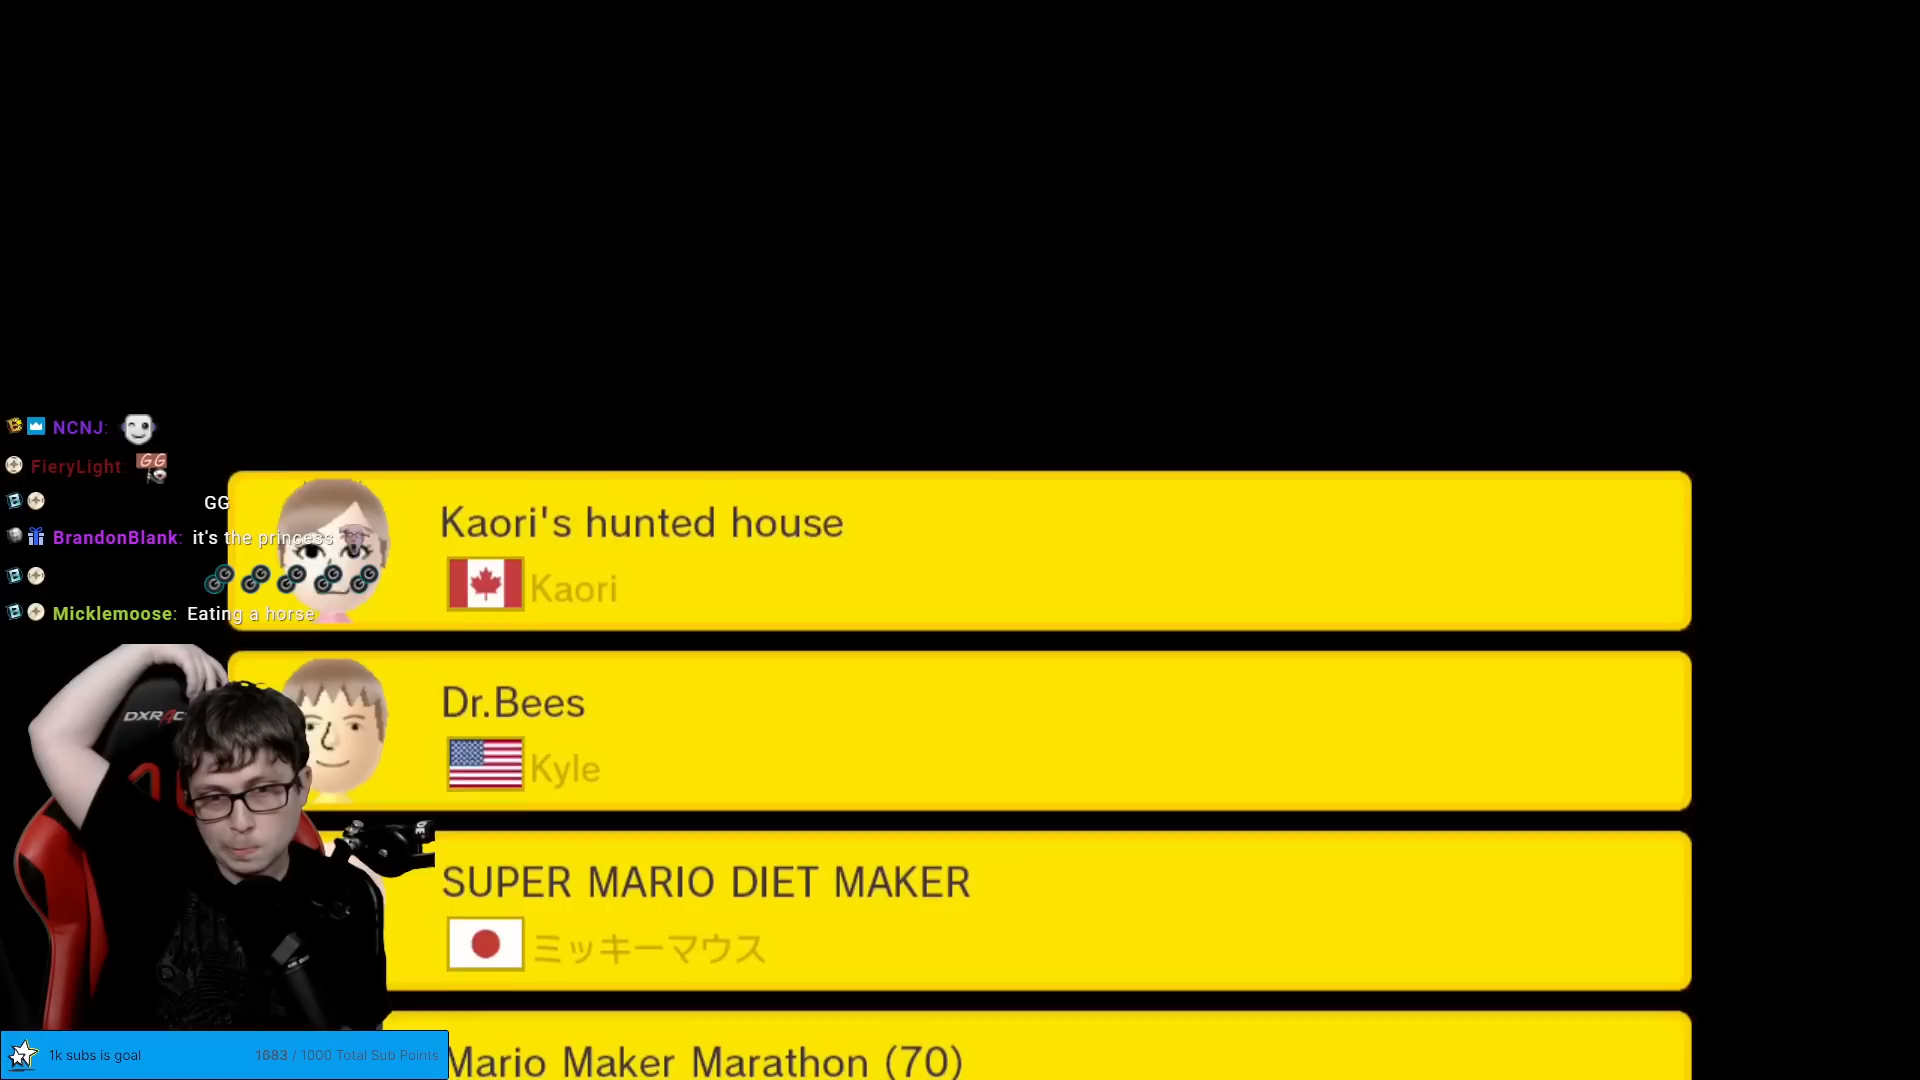 NCNJ:
FieryLight: GG
GG
BrandonBlank: it's the princess
Micklemoose: Eating a horse
Kaori's hunted house
Kaori
Dr.Bees
Kyle
SUPER MARIO DIET MAKER
ミッキーマウス
Mario Maker Marathon (70)
DXRAC
1k subs is goal
1683 / 1000 Total Sub Points